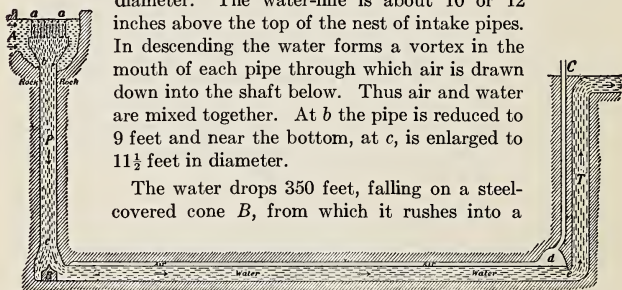 diameter. The water-line is about 10 or 12
inches above the top of the nest of intake pipes.
In descending the water forms a vortex in the
mouth of each pipe through which air is drawn
down into the shaft below. Thus air and water
are mixed together. At b the pipe is reduced to
9 feet and near the bottom, at c, is enlarged to
11½ feet in diameter.
The water drops 350 feet, falling on a steel-
covered cone B, from which it rushes into a
a a
A
b
Rock Rock
P
c
B
Air Air
Water Water
C
T
d
e